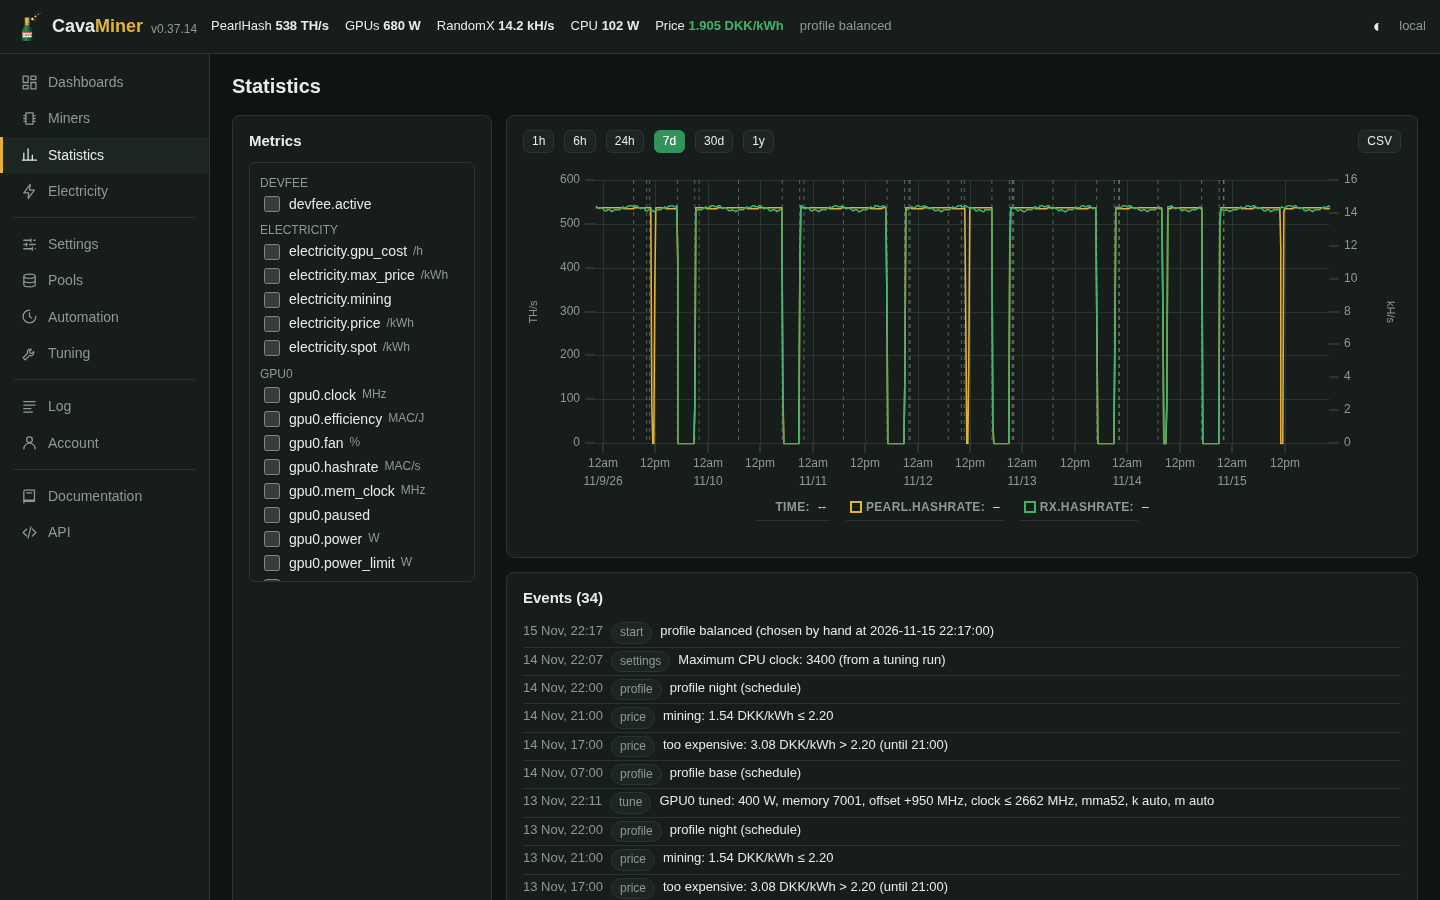 CavaMiner v0.37.14 PearlHash 538 TH/s GPUs 680 W RandomX 14.2 kH/s CPU 102 W Price 1.905 DKK/kWh profile balanced local
Dashboards
Miners
Statistics
Electricity
Settings
Pools
Automation
Tuning
Log
Account
Documentation
API
Statistics
Metrics
DEVFEE
devfee.active
ELECTRICITY
electricity.gpu_cost /h
electricity.max_price /kWh
electricity.mining
electricity.price /kWh
electricity.spot /kWh
GPU0
gpu0.clock MHz
gpu0.efficiency MAC/J
gpu0.fan %
gpu0.hashrate MAC/s
gpu0.mem_clock MHz
gpu0.paused
gpu0.power W
gpu0.power_limit W
1h 6h 24h 7d 30d 1y CSV
600
500
400
300
200
100
0
TH/s
16
14
12
10
8
6
4
2
0
kH/s
12am 12pm 12am 12pm 12am 12pm 12am 12pm 12am 12pm 12am 12pm 12am 12pm
11/9/26 11/10 11/11 11/12 11/13 11/14 11/15
TIME: -- PEARL.HASHRATE: – RX.HASHRATE: –
Events (34)
15 Nov, 22:17 start profile balanced (chosen by hand at 2026-11-15 22:17:00)
14 Nov, 22:07 settings Maximum CPU clock: 3400 (from a tuning run)
14 Nov, 22:00 profile profile night (schedule)
14 Nov, 21:00 price mining: 1.54 DKK/kWh ≤ 2.20
14 Nov, 17:00 price too expensive: 3.08 DKK/kWh > 2.20 (until 21:00)
14 Nov, 07:00 profile profile base (schedule)
13 Nov, 22:11 tune GPU0 tuned: 400 W, memory 7001, offset +950 MHz, clock ≤ 2662 MHz, mma52, k auto, m auto
13 Nov, 22:00 profile profile night (schedule)
13 Nov, 21:00 price mining: 1.54 DKK/kWh ≤ 2.20
13 Nov, 17:00 price too expensive: 3.08 DKK/kWh > 2.20 (until 21:00)